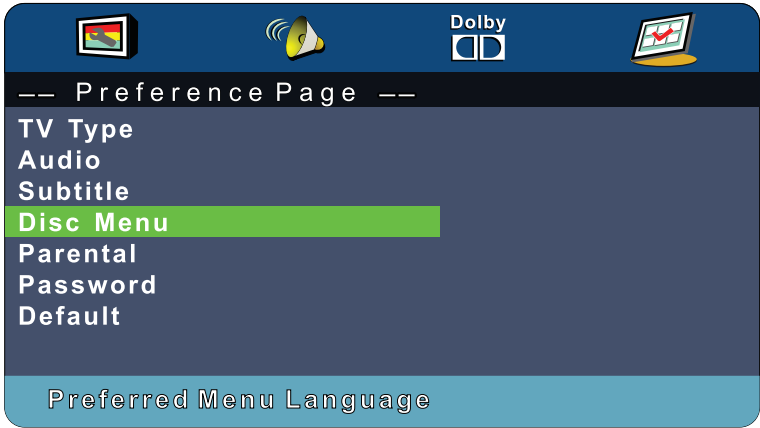 Dolby
-- Preference Page --
TV Type
Audio
Subtitle
Disc Menu
Parental
Password
Default
Preferred Menu Language